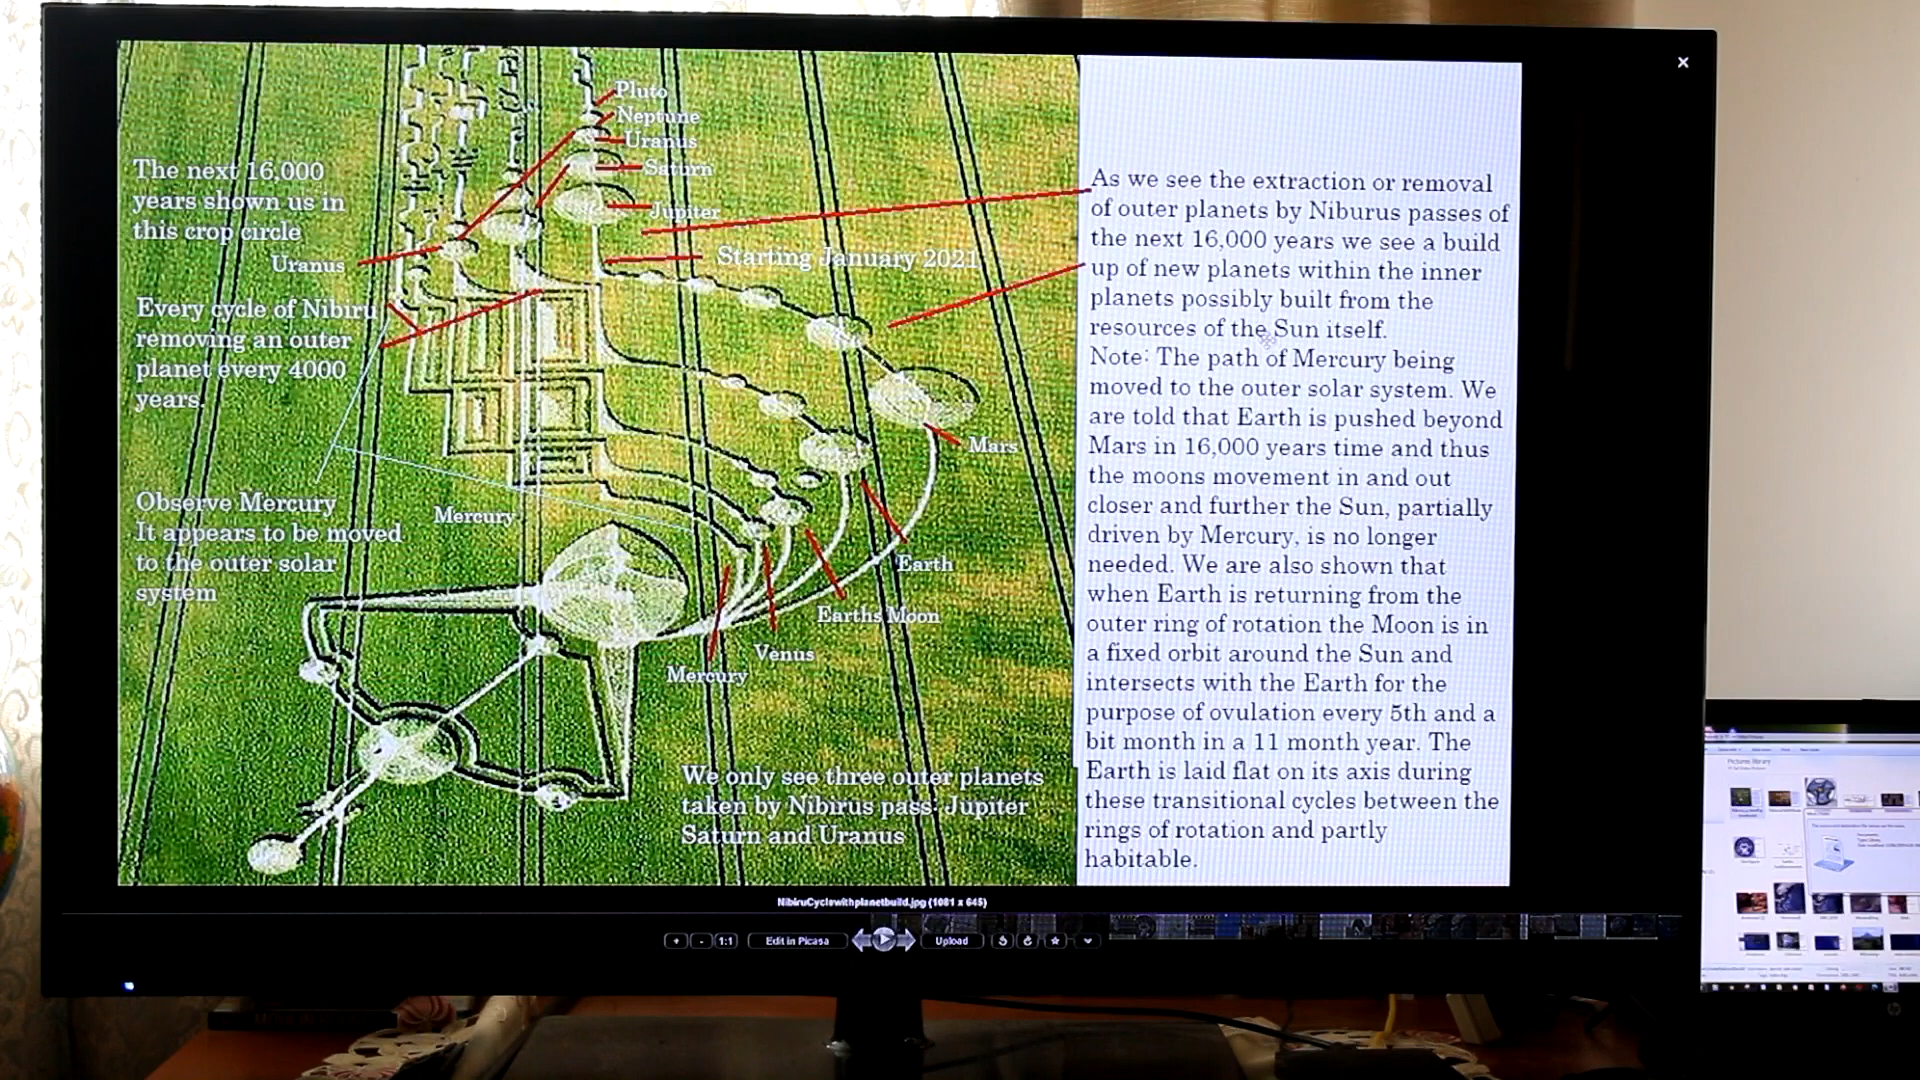 Pluto
Neptune
Uranus
Saturn
Jupiter
Starting January 2021
The next 16,000
years shown us in
this crop circle
Uranus
Every cycle of Nibiru
removing an outer
planet every 4000
years.
Observe Mercury
It appears to be moved
to the outer solar
system
Mercury
Mars
Earth
Earths Moon
Venus
Mercury
We only see three outer planets
taken by Nibirus pass: Jupiter
Saturn and Uranus
As we see the extraction or removal
of outer planets by Niburus passes of
the next 16,000 years we see a build
up of new planets within the inner
planets possibly built from the
resources of the Sun itself.
Note: The path of Mercury being
moved to the outer solar system. We
are told that Earth is pushed beyond
Mars in 16,000 years time and thus
the moons movement in and out
closer and further the Sun, partially
driven by Mercury, is no longer
needed. We are also shown that
when Earth is returning from the
outer ring of rotation the Moon is in
a fixed orbit around the Sun and
intersects with the Earth for the
purpose of ovulation every 5th and a
bit month in a 11 month year. The
Earth is laid flat on its axis during
these transitional cycles between the
rings of rotation and partly
habitable.
NibiruCyclewithplanetbuild.jpg (1081 x 645)
1:1
Edit in Picasa
Upload
Pictures library